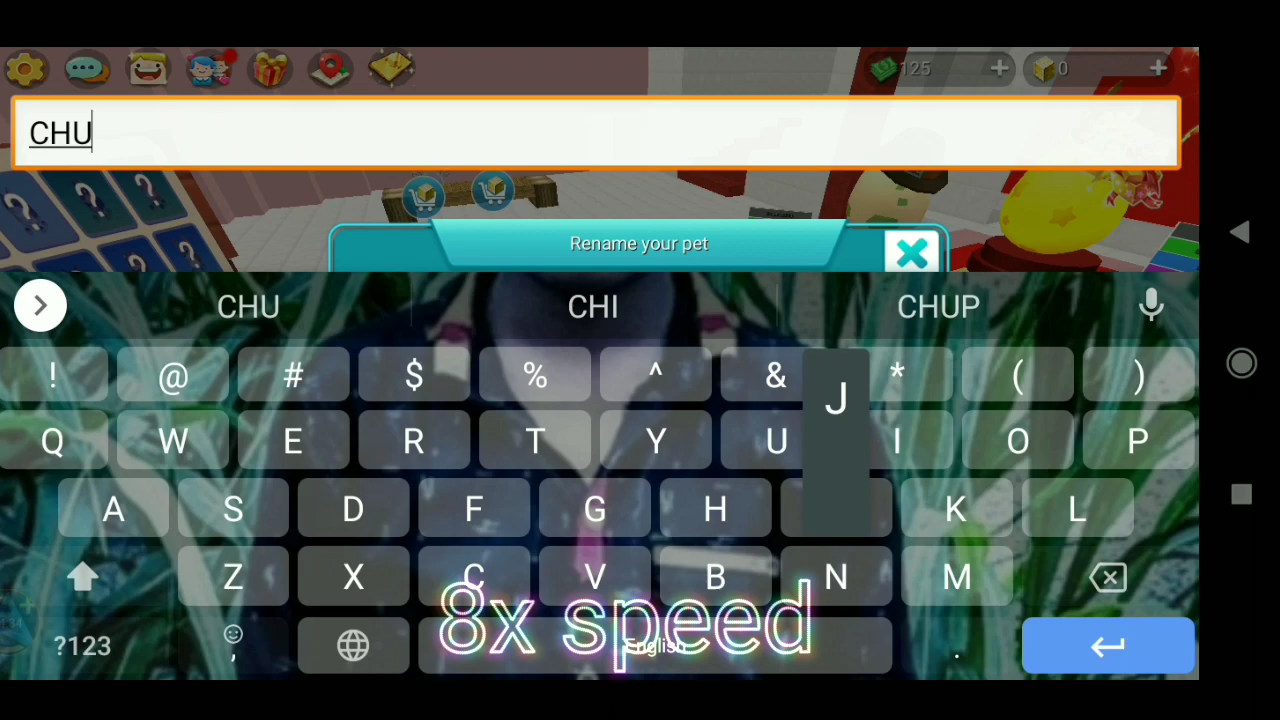 125
0
CHU
Rename your pet
CHU CHI CHUP
! @ # $ % ^ & * ( )
Q W E R T Y U I O P
J
A S D F G H K L
Z X C V B N M
8x speed
?123 , English .